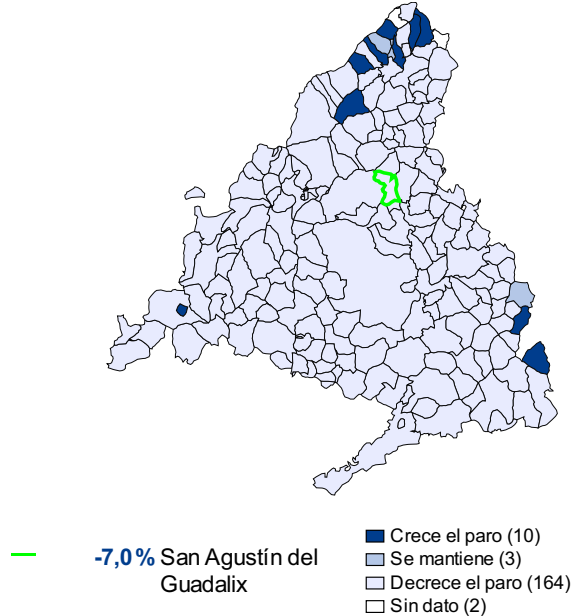 -7,0% San Agustín del
Guadalix
Crece el paro (10)
Se mantiene (3)
Decrece el paro (164)
Sin dato (2)